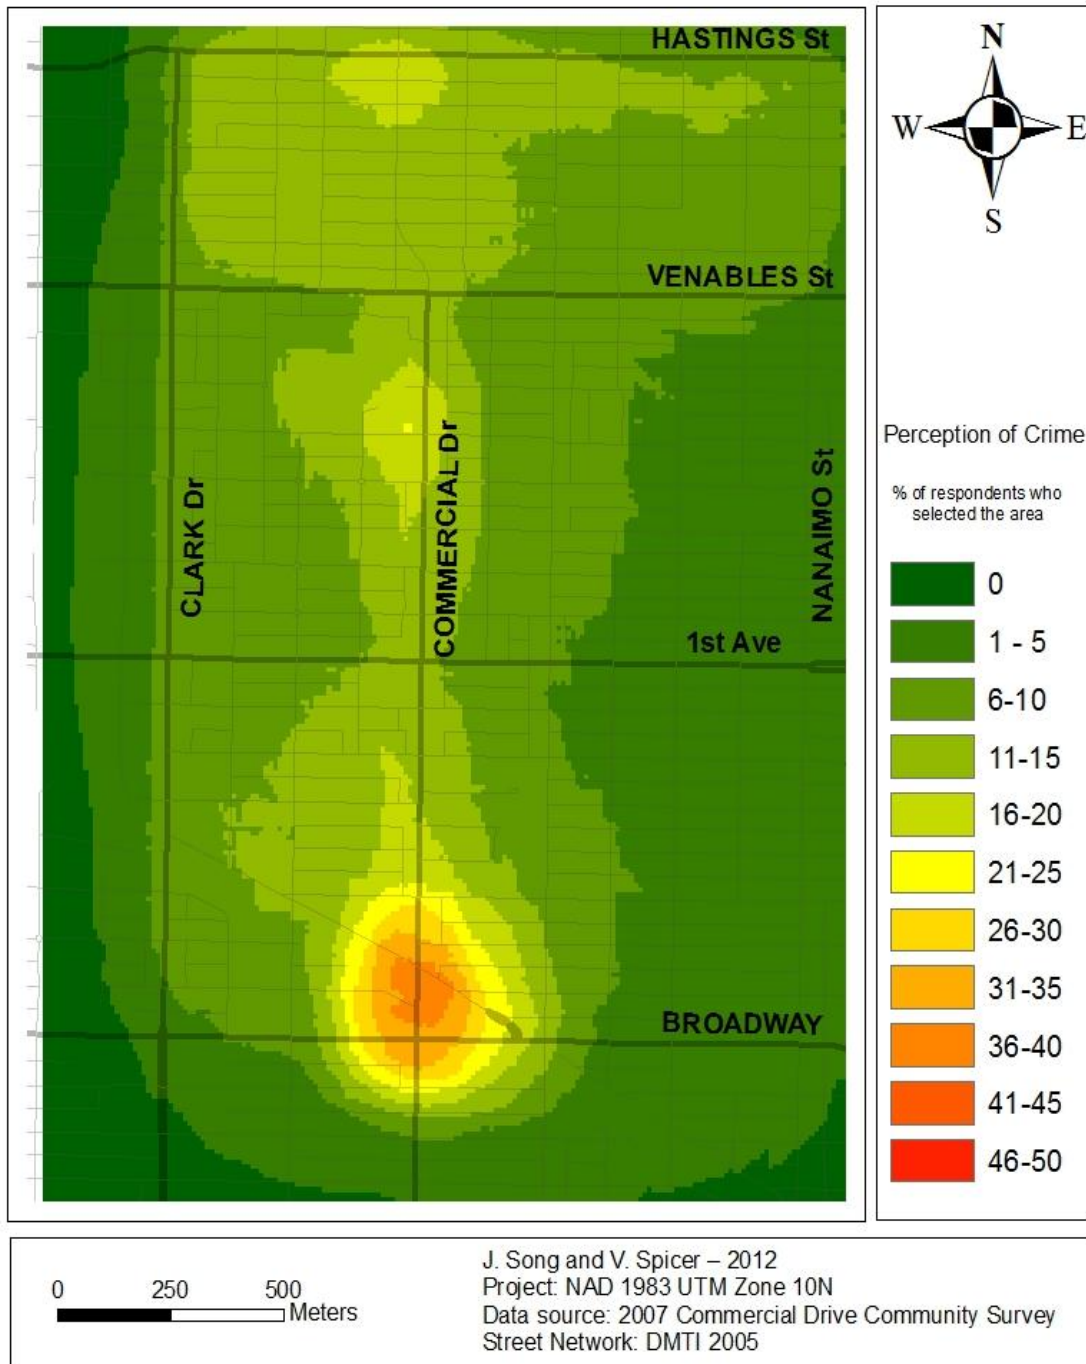 HASTINGS St
N
W
E
S
VENABLES St
Perception of Crime
% of respondents who
selected the area
CLARK Dr
COMMERCIAL Dr
NANAIMO St
0
1 - 5
6-10
11-15
16-20
21-25
26-30
31-35
36-40
41-45
46-50
1st Ave
BROADWAY
0 250 500
Meters
J. Song and V. Spicer – 2012
Project: NAD 1983 UTM Zone 10N
Data source: 2007 Commercial Drive Community Survey
Street Network: DMTI 2005